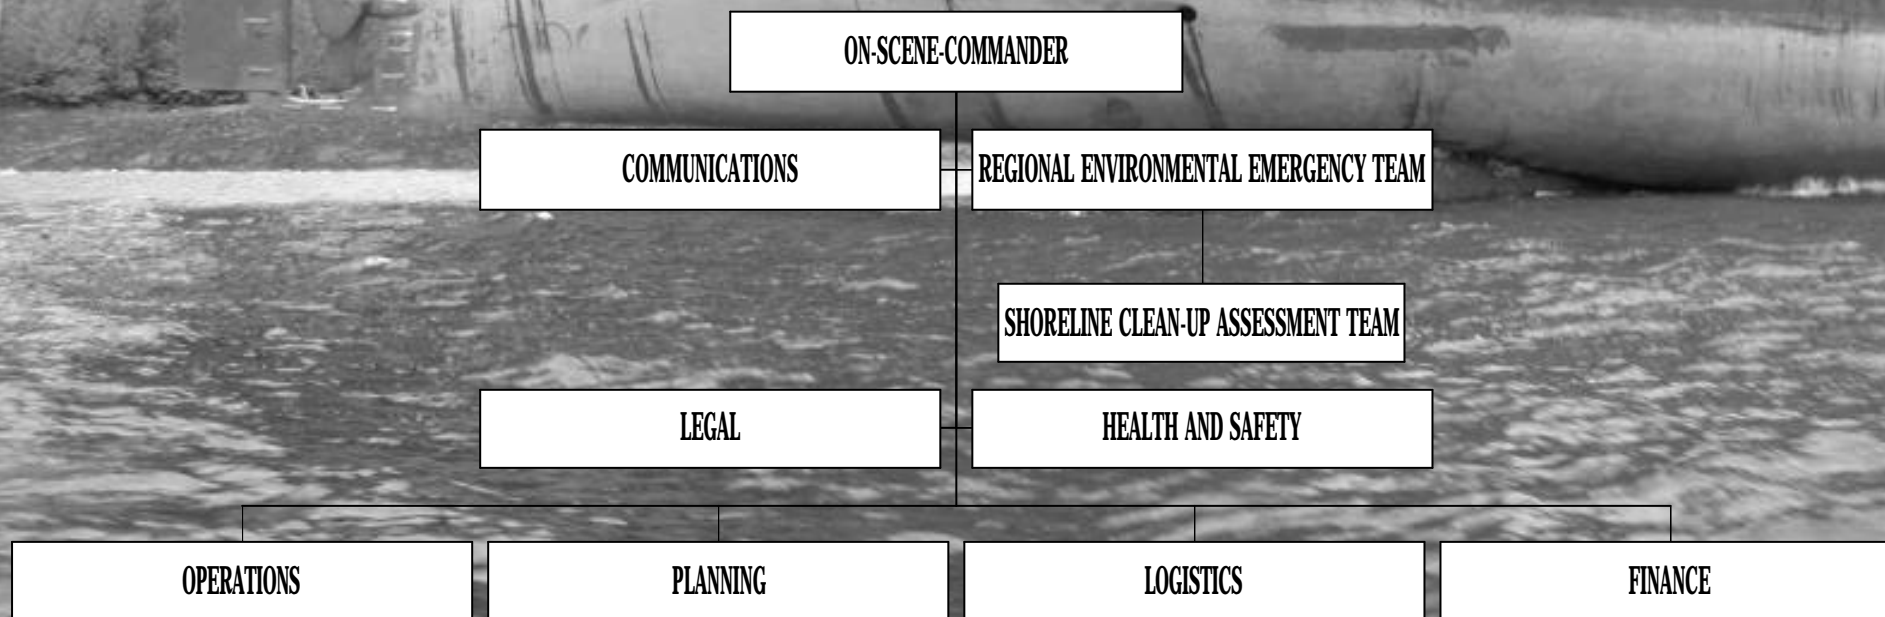 ON-SCENE-COMMANDER
COMMUNICATIONS
REGIONAL ENVIRONMENTAL EMERGENCY TEAM
SHORELINE CLEAN-UP ASSESSMENT TEAM
LEGAL
HEALTH AND SAFETY
OPERATIONS
PLANNING
LOGISTICS
FINANCE